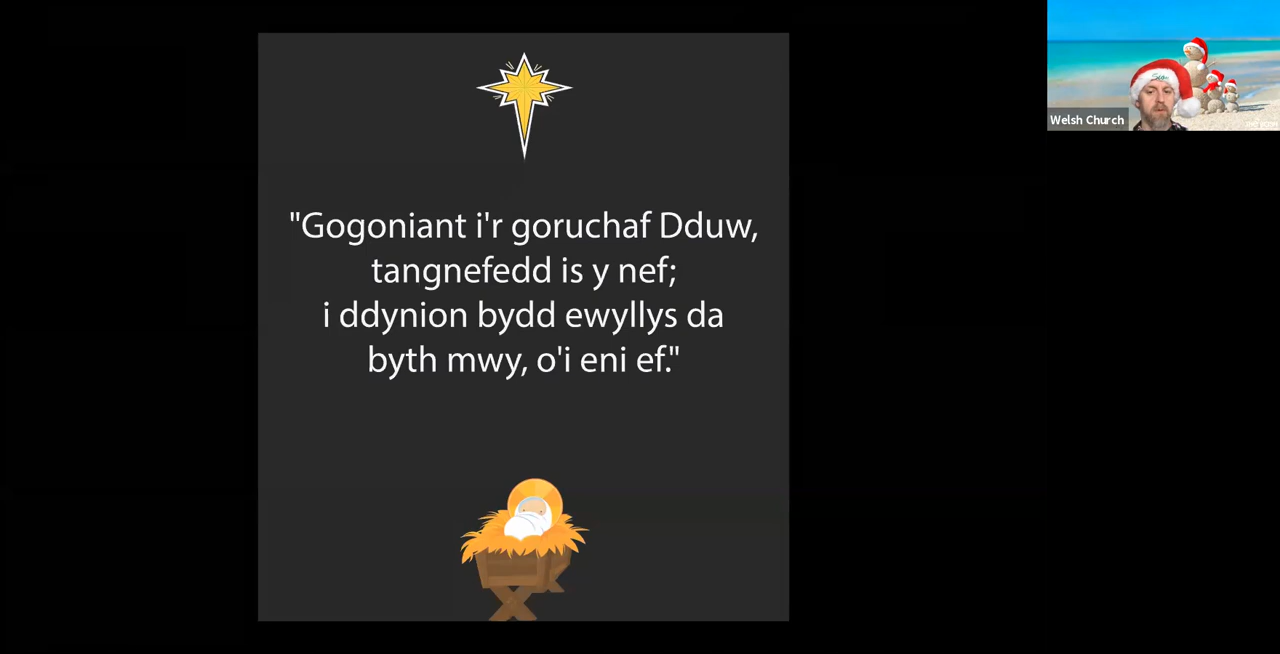 "Gogoniant i'r goruchaf Dduw,
tangnefedd is y nef;
i ddynion bydd ewyllys da
byth mwy, o'i eni ef."
Welsh Church